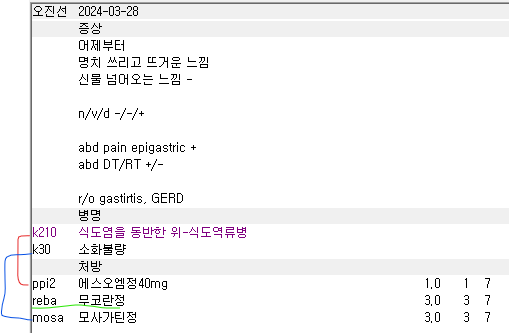 오진선 2024-03-28
증상
어제부터
명치 쓰리고 뜨거운 느낌
신물 넘어오는 느낌 -
n/v/d -/-/+
abd pain epigastric +
abd DT/RT +/-
r/o gastirtis, GERD
병명
k210 식도염을 동반한 위-식도역류병
k30 소화불량
처방
ppi2 에스오엠정40mg 1.0 1 7
reba 무코란정 3.0 3 7
mosa 모사가틴정 3.0 3 7